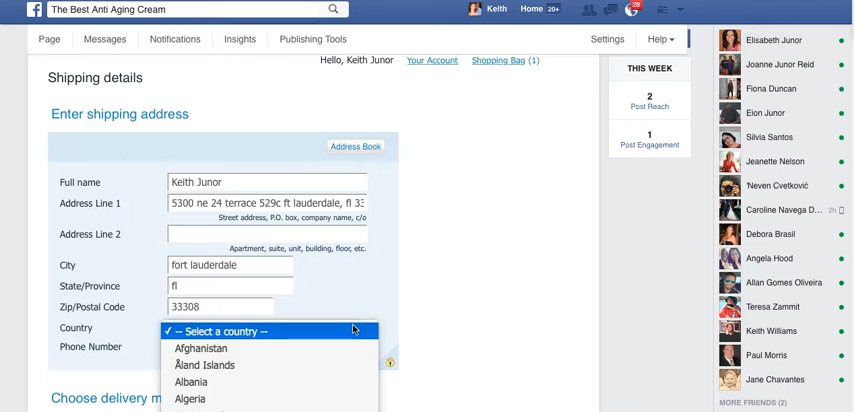 The Best Anti Aging Cream
Keith Home 20+ 28
Page Messages Notifications Insights Publishing Tools Settings Help
Hello, Keith Junor Your Account Shopping Bag (1)
Shipping details
Enter shipping address
Address Book
Full name Keith Junor
Address Line 1 5300 ne 24 terrace 529c ft lauderdale, fl 33
Street address, P.O. box, company name, c/o
Address Line 2
Apartment, suite, unit, building, floor, etc.
City fort lauderdale
State/Province fl
Zip/Postal Code 33308
Country ✓ -- Select a country --
Phone Number Afghanistan
Åland Islands
Albania
Algeria
Choose delivery m
THIS WEEK
2
Post Reach
1
Post Engagement
Elisabeth Junor
Joanne Junor Reid
Fiona Duncan
Eion Junor
Silvia Santos
Jeanette Nelson
'Neven Cvetković
Caroline Navega D... 2h
Debora Brasil
Angela Hood
Allan Gomes Oliveira
Teresa Zammit
Keith Williams
Paul Morris
Jane Chavantes
MORE FRIENDS (2)